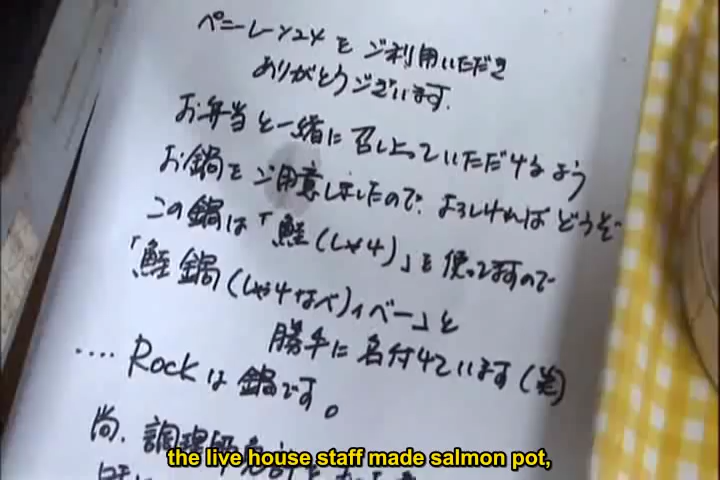 ペニーレーン24をご利用いただき
ありがとうございます。
お弁当と一緒に召し上っていただけるよう
お鍋をご用意しましたので、よろしければどうぞ
この鍋は「鮭(しゃけ)」を使ってますので
「鮭鍋(しゃけなべ)ィベー」と
勝手に名付けています(笑)
.... Rockは鍋です。
尚、調理
the live house staff made salmon pot,